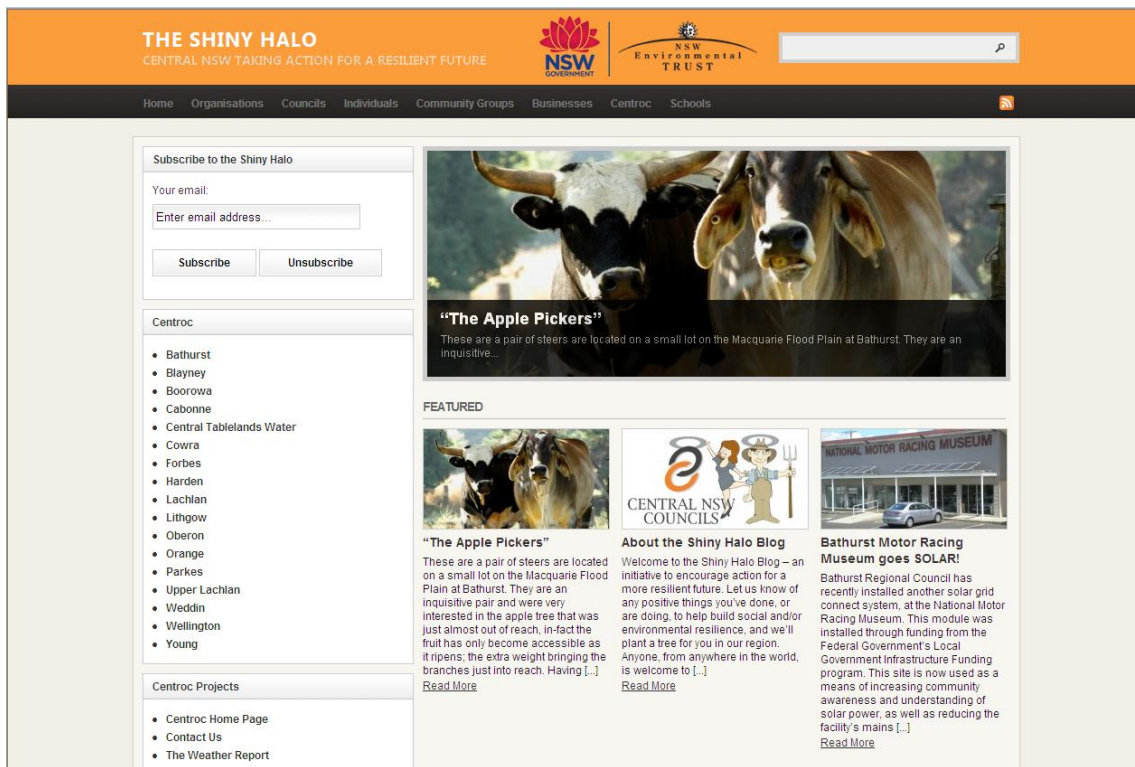 THE SHINY HALO
CENTRAL NSW TAKING ACTION FOR A RESILIENT FUTURE
NSW
GOVERNMENT
NSW
Environmental
TRUST
Home Organisations Councils Individuals Community Groups Businesses Centroc Schools
Subscribe to the Shiny Halo
Your email:
Enter email address...
Subscribe Unsubscribe
Centroc
• Bathurst
• Blayney
• Boorowa
• Cabonne
• Central Tablelands Water
• Cowra
• Forbes
• Harden
• Lachlan
• Lithgow
• Oberon
• Orange
• Parkes
• Upper Lachlan
• Weddin
• Wellington
• Young
Centroc Projects
• Centroc Home Page
• Contact Us
• The Weather Report
“The Apple Pickers”
These are a pair of steers are located on a small lot on the Macquarie Flood Plain at Bathurst. They are an
inquisitive...
FEATURED
“The Apple Pickers”
These are a pair of steers are located
on a small lot on the Macquarie Flood
Plain at Bathurst. They are an
inquisitive pair and were very
interested in the apple tree that was
just almost out of reach, in-fact the
fruit has only become accessible as
it ripens; the extra weight bringing the
branches just into reach. Having [...]
Read More
CENTRAL NSW
COUNCILS
About the Shiny Halo Blog
Welcome to the Shiny Halo Blog – an
initiative to encourage action for a
more resilient future. Let us know of
any positive things you’ve done, or
are doing, to help build social and/or
environmental resilience, and we’ll
plant a tree for you in our region.
Anyone, from anywhere in the world,
is welcome to [...]
Read More
NATIONAL MOTOR RACING MUSEUM
Bathurst Motor Racing
Museum goes SOLAR!
Bathurst Regional Council has
recently installed another solar grid
connect system, at the National Motor
Racing Museum. This module was
installed through funding from the
Federal Government’s Local
Government Infrastructure Funding
program. This site is now used as a
means of increasing community
awareness and understanding of
solar power, as well as reducing the
facility’s mains [...]
Read More